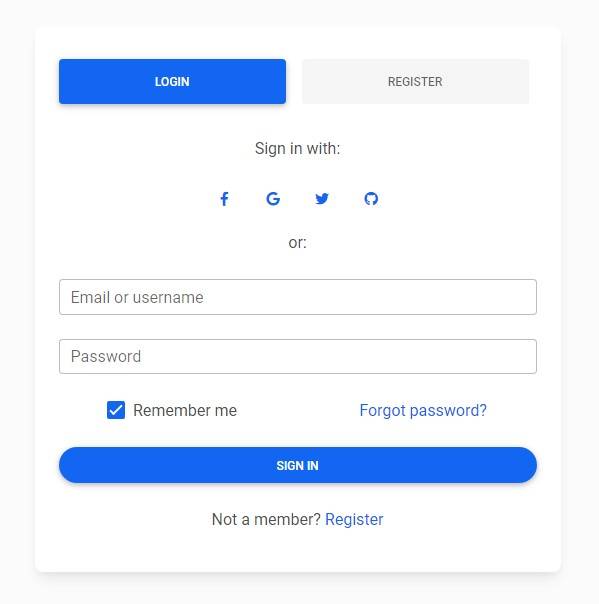 LOGIN
REGISTER
Sign in with:
or:
Email or username
Password
Remember me
Forgot password?
SIGN IN
Not a member? Register